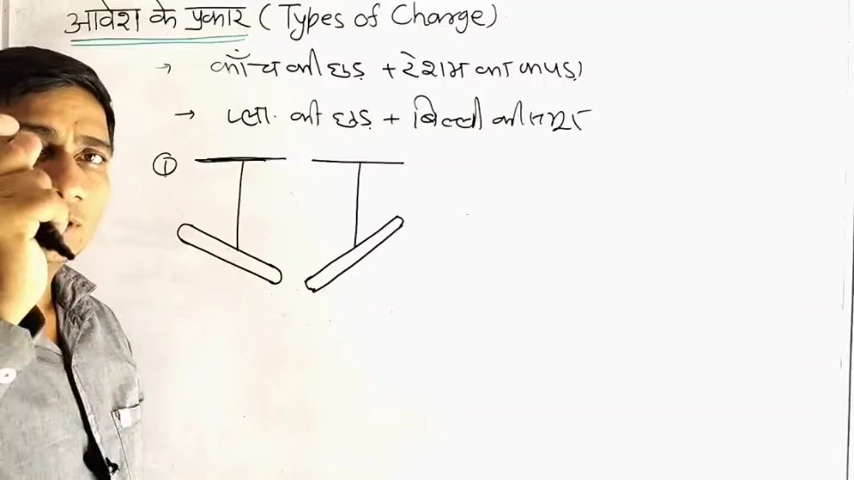 आवेश के प्रकार (Types of Charge)
→ काँच की छड़ + रेशम का कपड़ा
→ प्ला. की छड़ + बिल्ली की
①